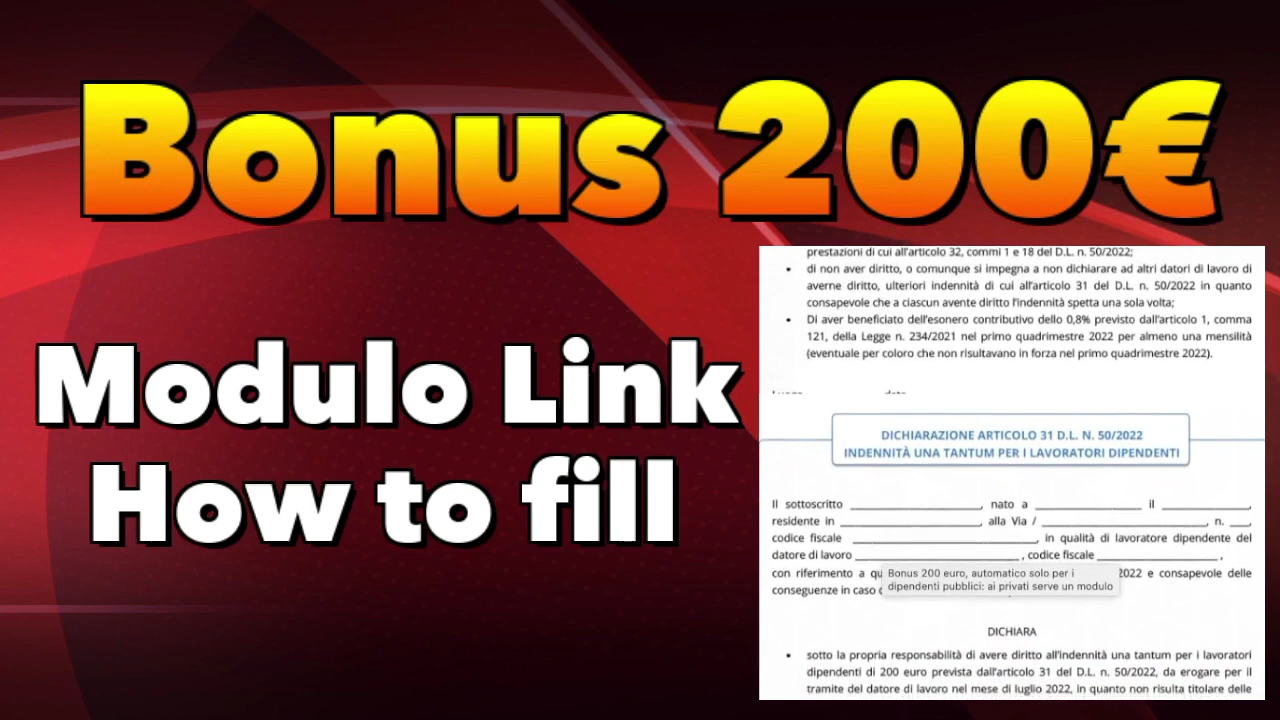 Bonus 200€
Modulo Link
How to fill
prestazioni di cui all'articolo 32, commi 1 e 18 del D.L. n. 50/2022;
• di non aver diritto, o comunque si impegna a non dichiarare ad altri datori di lavoro di
averne diritto, ulteriori indennità di cui all'articolo 31 del D.L. n. 50/2022 in quanto
consapevole che a ciascun avente diritto l'indennità spetta una sola volta;
• Di aver beneficiato dell'esonero contributivo dello 0,8% previsto dall'articolo 1, comma
121, della Legge n. 234/2021 nel primo quadrimestre 2022 per almeno una mensilità
(eventuale per coloro che non risultavano in forza nel primo quadrimestre 2022).
DICHIARAZIONE ARTICOLO 31 D.L. N. 50/2022
INDENNITÀ UNA TANTUM PER I LAVORATORI DIPENDENTI
Il sottoscritto ____________________, nato a ________________ il _____________,
residente in ____________________, alla Via / ________________________, n. ___,
codice fiscale __________________________, in qualità di lavoratore dipendente del
datore di lavoro _______________________, codice fiscale _________________,
con riferimento a qu 2022 e consapevole delle
conseguenze in caso
Bonus 200 euro, automatico solo per i
dipendenti pubblici: ai privati serve un modulo
DICHIARA
• sotto la propria responsabilità di avere diritto all'indennità una tantum per i lavoratori
dipendenti di 200 euro prevista dall'articolo 31 del D.L. n. 50/2022, da erogare per il
tramite del datore di lavoro nel mese di luglio 2022, in quanto non risulta titolare delle